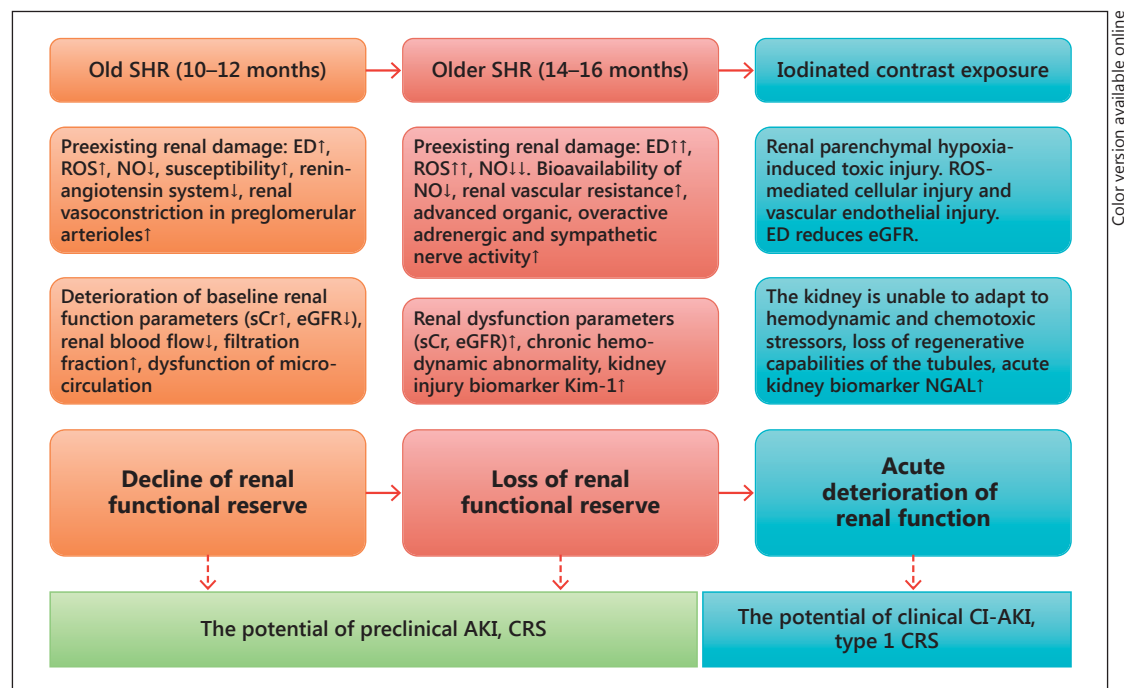 Old SHR (10–12 months)
Older SHR (14–16 months)
Iodinated contrast exposure
Preexisting renal damage: ED↑,
ROS↑, NO↓, susceptibility↑, renin-
angiotensin system↓, renal
vasoconstriction in preglomerular
arterioles↑
Preexisting renal damage: ED↑↑,
ROS↑↑, NO↓↓. Bioavailability of
NO↓, renal vascular resistance↑,
advanced organic, overactive
adrenergic and sympathetic
nerve activity↑
Renal parenchymal hypoxia-
induced toxic injury. ROS-
mediated cellular injury and
vascular endothelial injury.
ED reduces eGFR.
Deterioration of baseline renal
function parameters (sCr↑, eGFR↓),
renal blood flow↓, filtration
fraction↑, dysfunction of micro-
circulation
Renal dysfunction parameters
(sCr, eGFR)↑, chronic hemo-
dynamic abnormality, kidney
injury biomarker Kim-1↑
The kidney is unable to adapt to
hemodynamic and chemotoxic
stressors, loss of regenerative
capabilities of the tubules, acute
kidney biomarker NGAL↑
Decline of renal
functional reserve
Loss of renal
functional reserve
Acute
deterioration of
renal function
The potential of preclinical AKI, CRS
The potential of clinical CI-AKI,
type 1 CRS
Color version available online